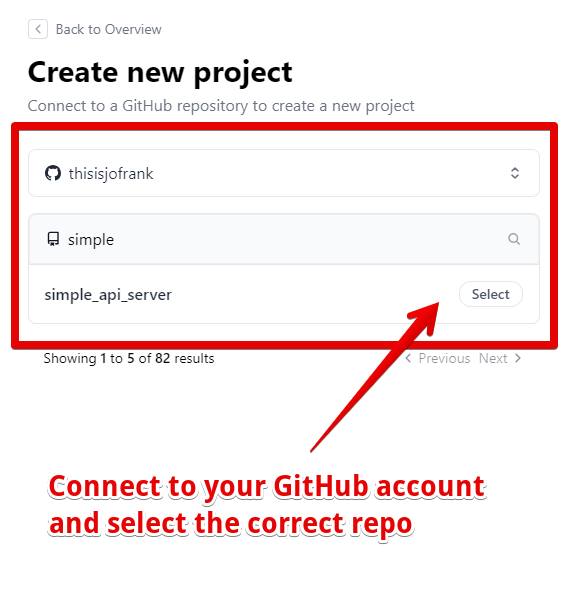 Back to Overview
Create new project
Connect to a GitHub repository to create a new project
thisisjofrank
simple
simple_api_server
Select
Showing 1 to 5 of 82 results
Previous Next
Connect to your GitHub account
and select the correct repo